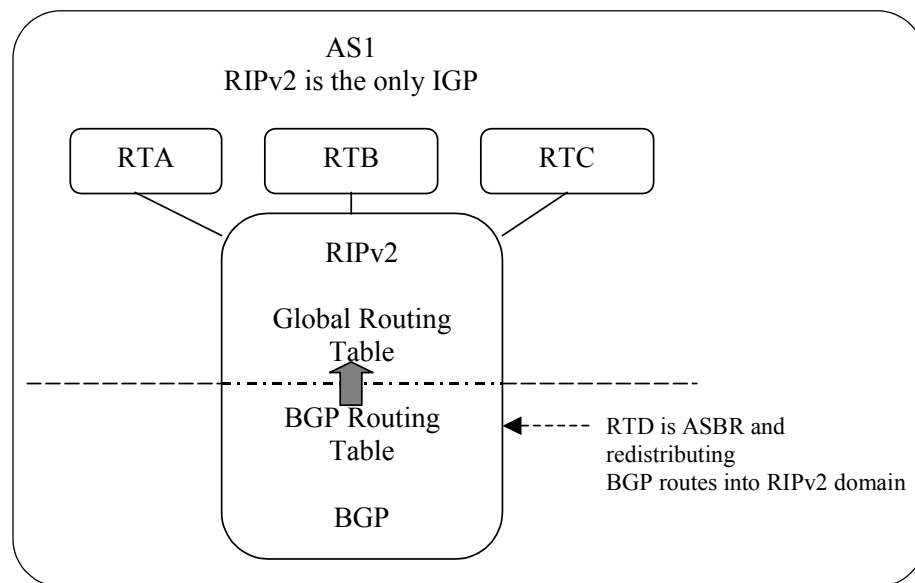 AS1
RIPv2 is the only IGP
RTA
RTB
RTC
RIPv2
Global Routing
Table
BGP Routing
Table
BGP
RTD is ASBR and
redistributing
BGP routes into RIPv2 domain